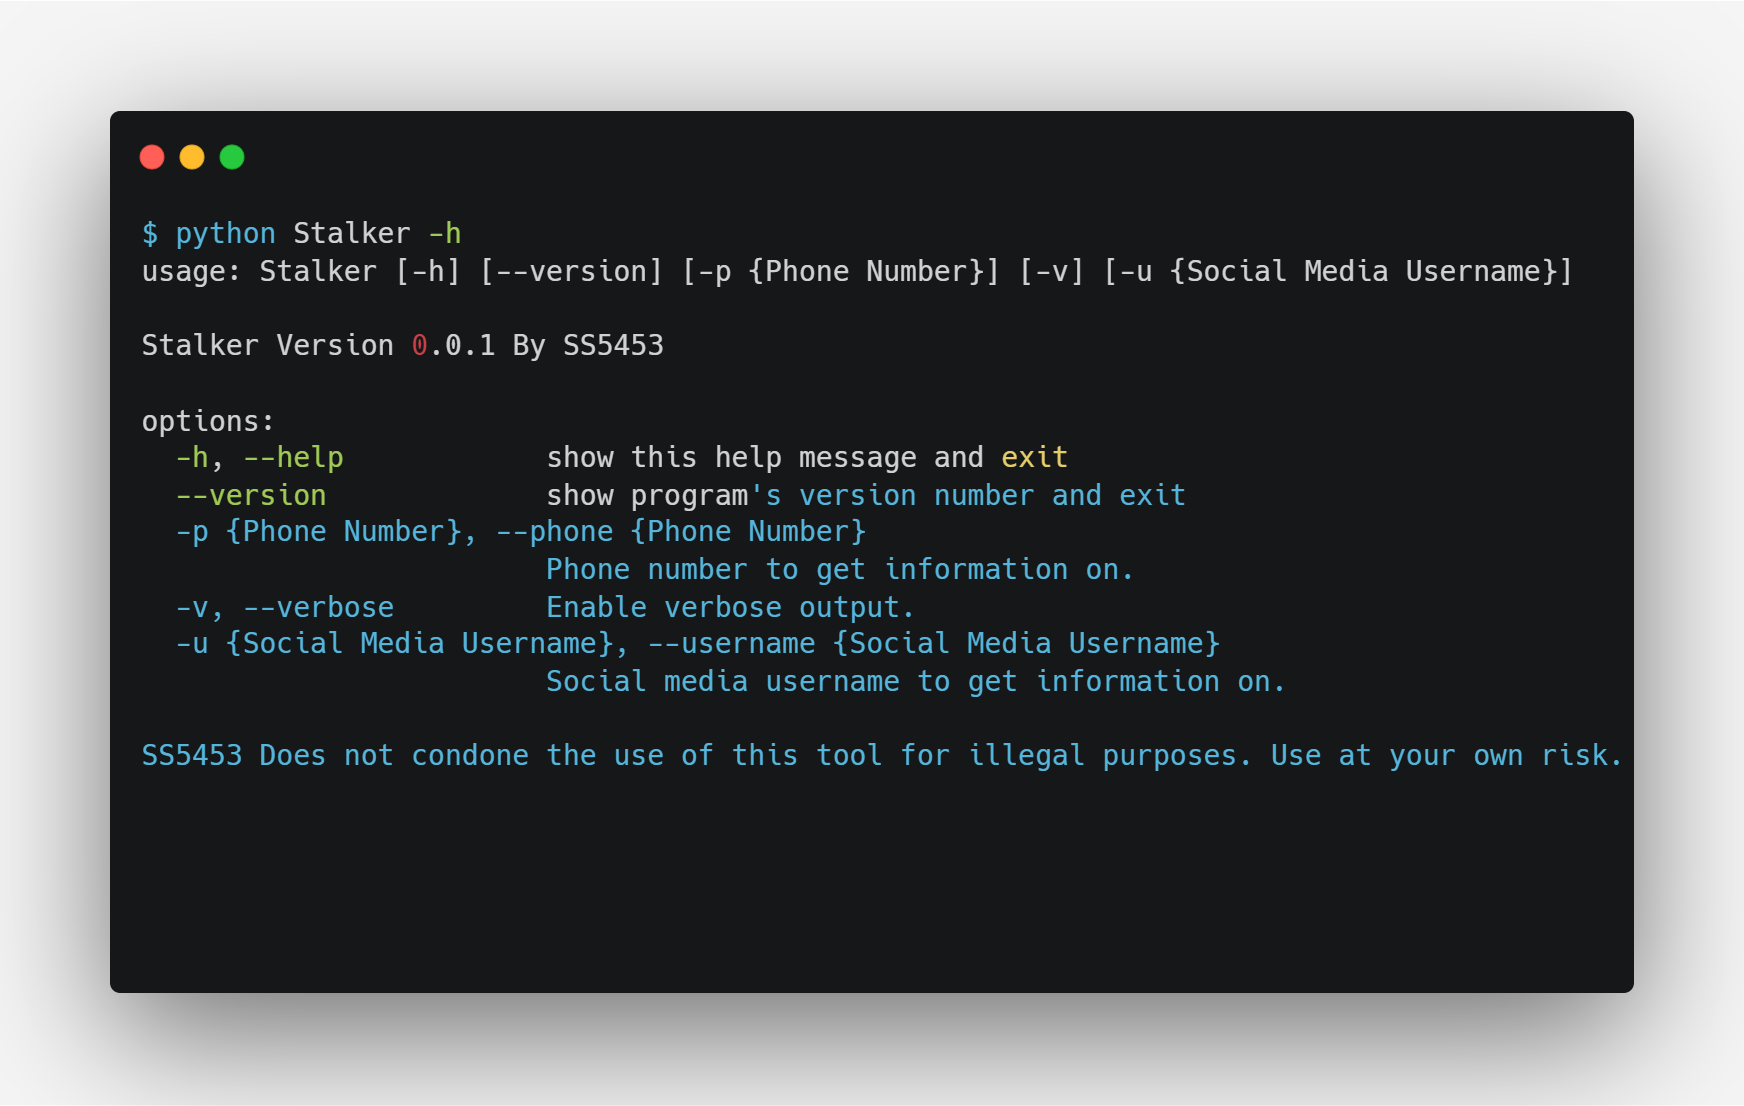 $ python Stalker -h
usage: Stalker [-h] [--version] [-p {Phone Number}] [-v] [-u {Social Media Username}]
Stalker Version 0.0.1 By SS5453
options:
-h, --help show this help message and exit
--version show program's version number and exit
-p {Phone Number}, --phone {Phone Number}
Phone number to get information on.
-v, --verbose Enable verbose output.
-u {Social Media Username}, --username {Social Media Username}
Social media username to get information on.
SS5453 Does not condone the use of this tool for illegal purposes. Use at your own risk.